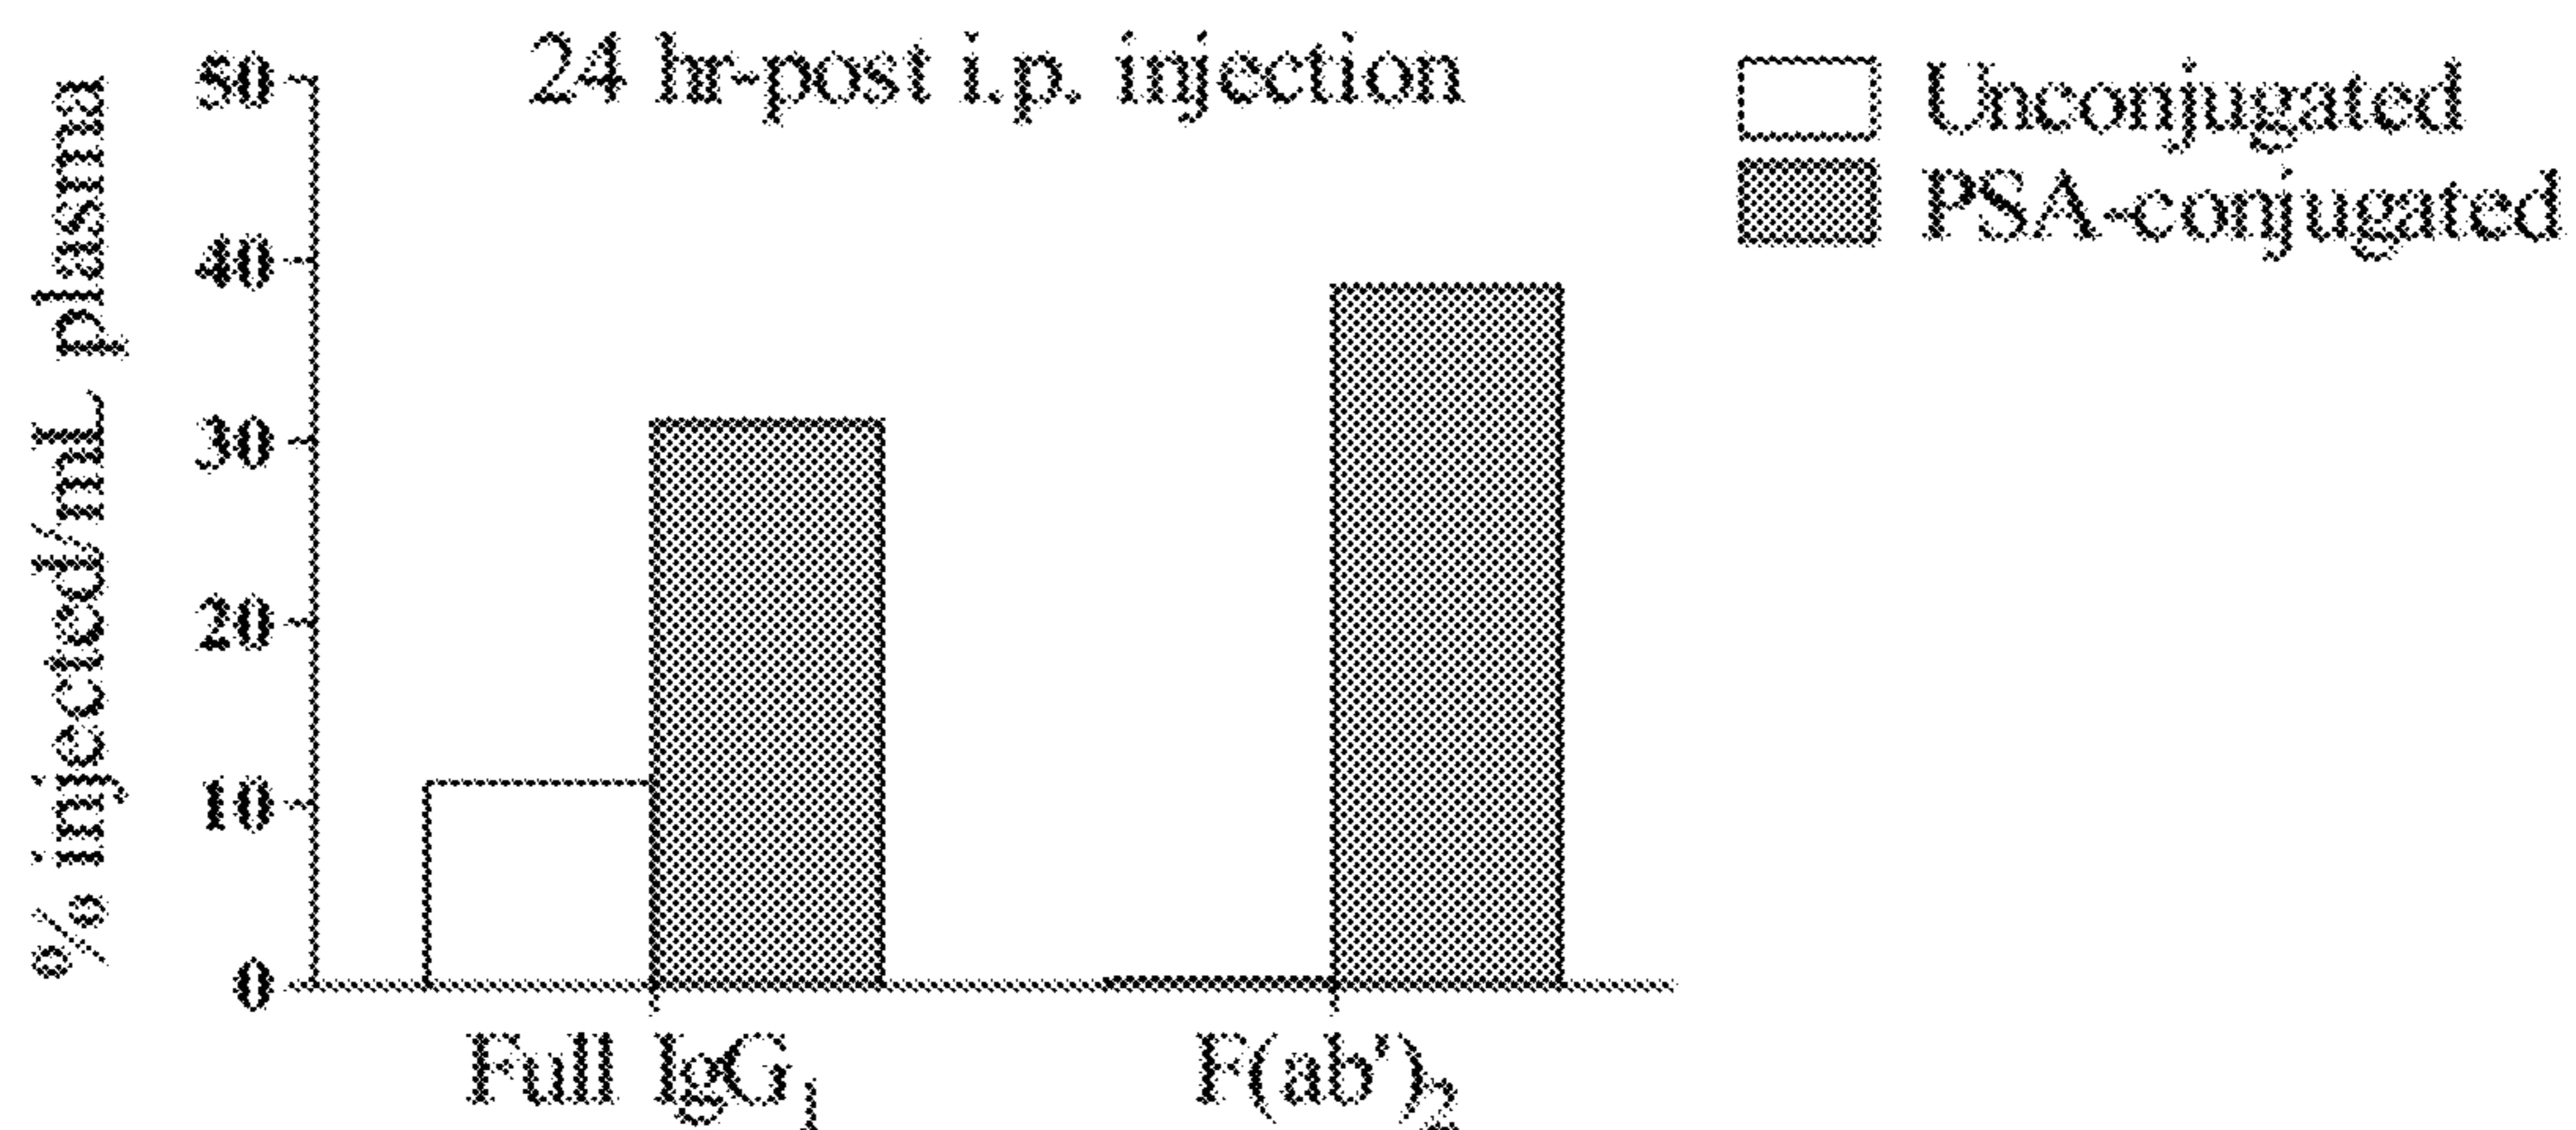 24 hr-post i.p. injection
Unconjugated
PSA-conjugated
% injected/mL plasma
50
40
30
20
10
0
Full IgG1
F(ab')2